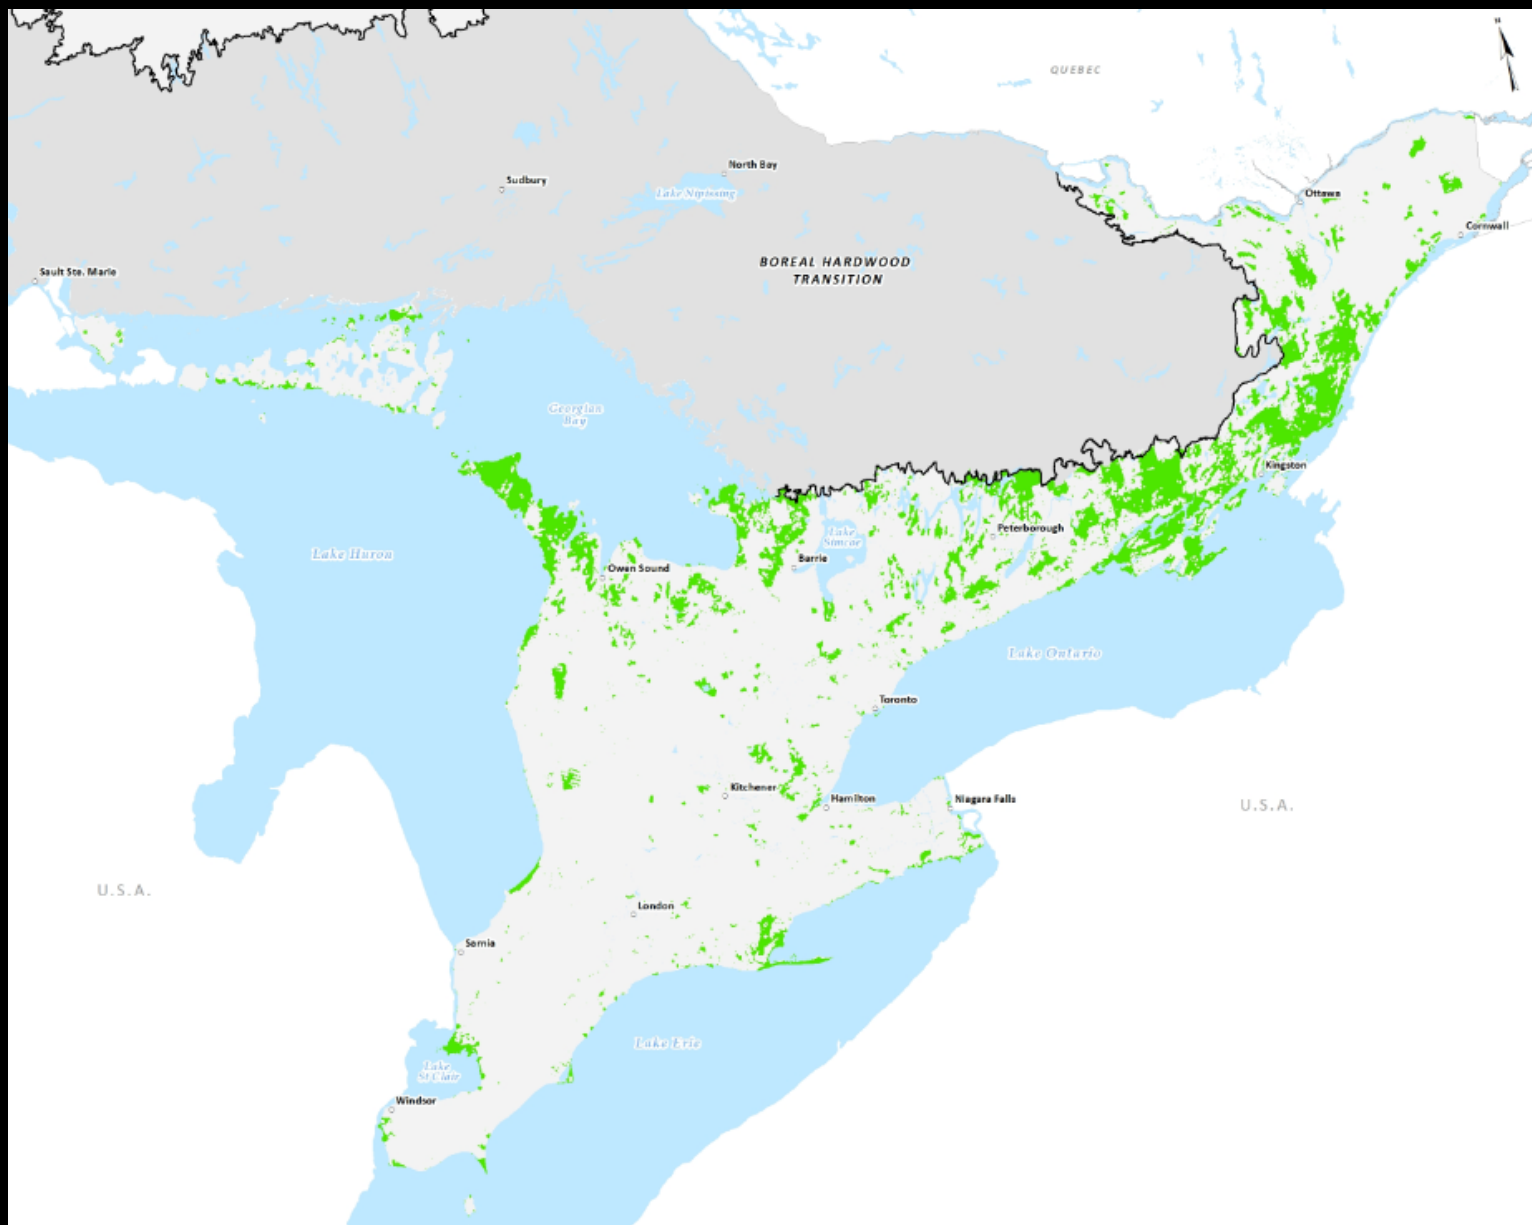 QUEBEC
North Bay
Sudbury
Lake Nipissing
Ottawa
Cornwall
BOREAL HARDWOOD
TRANSITION
Sault Ste. Marie
Georgian
Bay
Kingston
Peterborough
Lake
Simcoe
Lake Huron
Barrie
Owen Sound
Lake Ontario
Toronto
Kitchener
Hamilton
Niagara Falls
U.S.A.
U.S.A.
London
Sarnia
Lake Erie
Lake
St Clair
Windsor